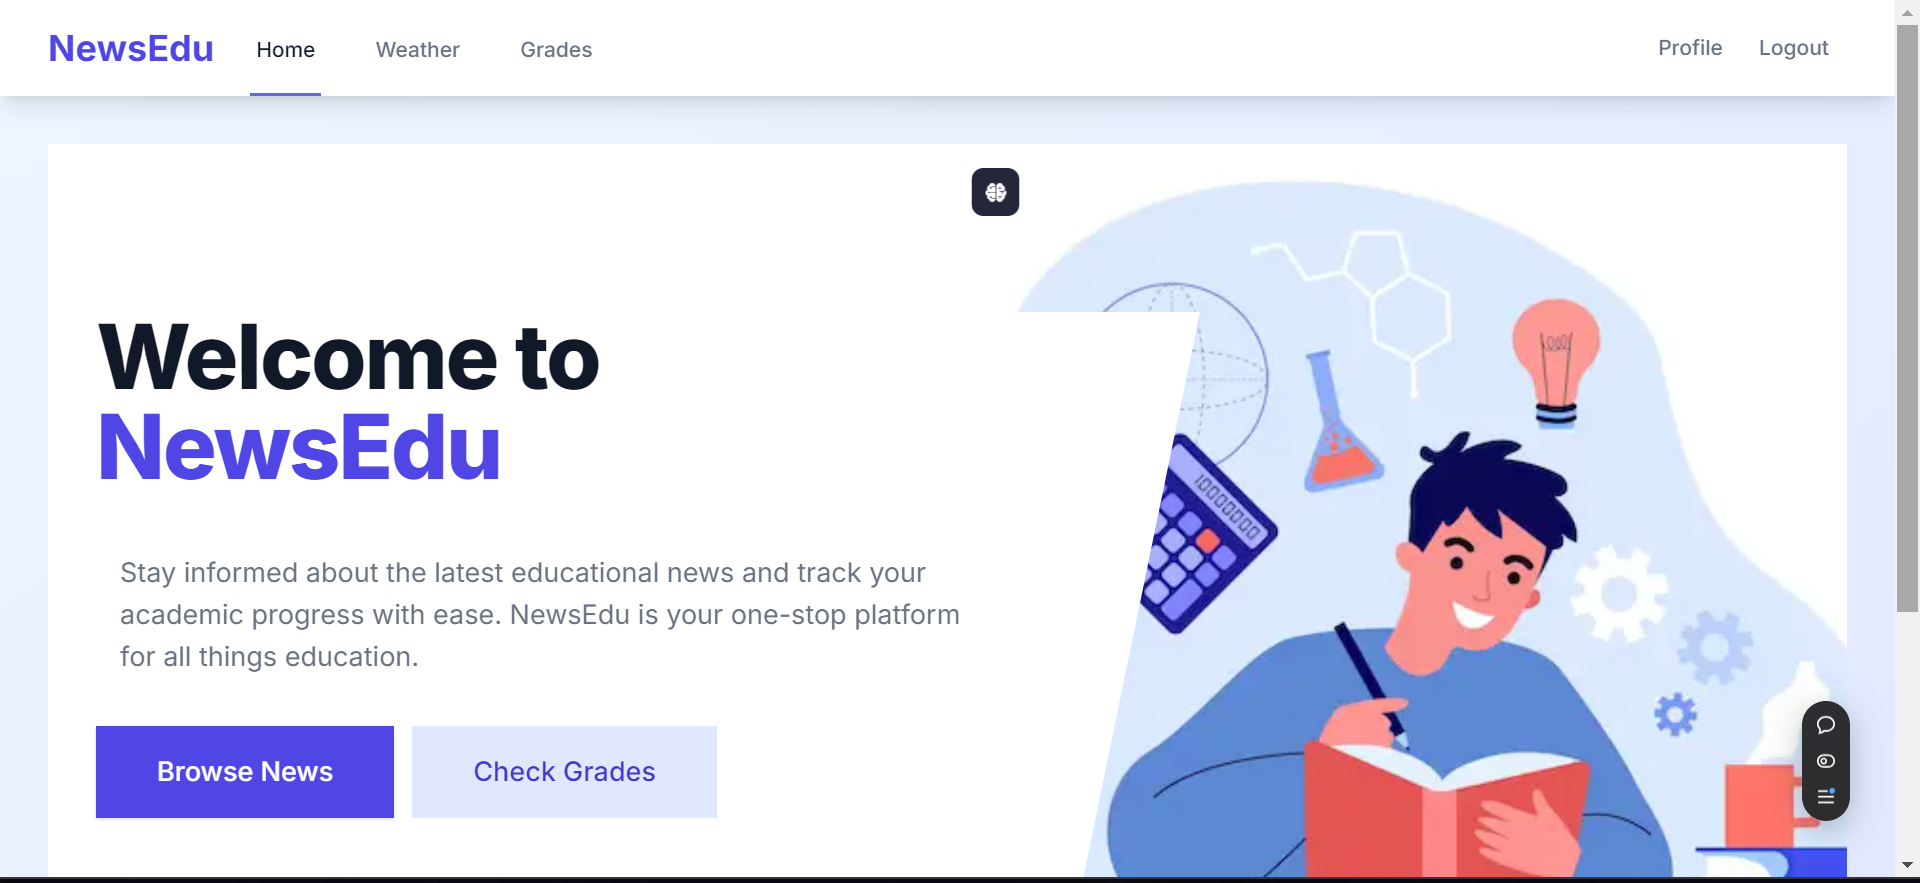 NewsEdu
Home
Weather
Grades
Profile
Logout
Welcome to
NewsEdu
Stay informed about the latest educational news and track your
academic progress with ease. NewsEdu is your one-stop platform
for all things education.
Browse News
Check Grades
10000000